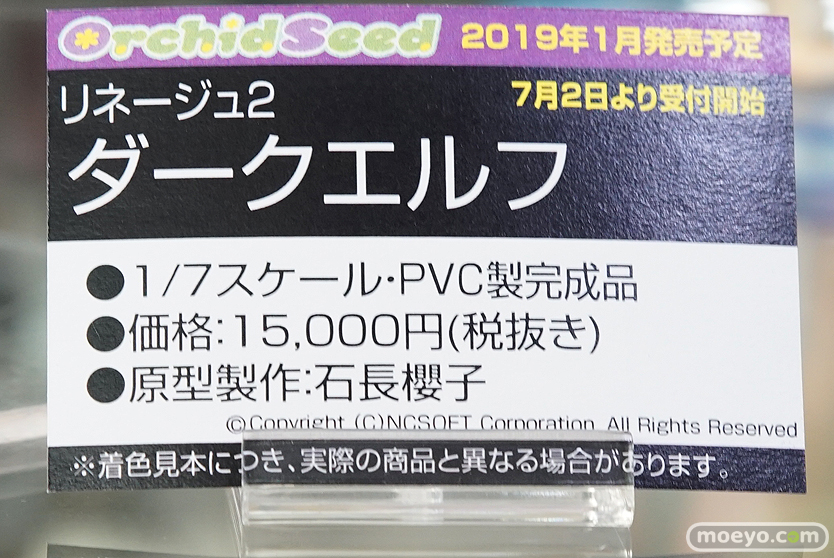 OrchidSeed 2019年1月発売予定
リネージュ2 7月2日より受付開始
ダークエルフ
●1/7スケール・PVC製完成品
●価格:15,000円(税抜き)
●原型製作:石長櫻子
©Copyright (C)NCSOFT Corporation. All Rights Reserved
※着色見本につき、実際の商品と異なる場合があります。
moeyo.com